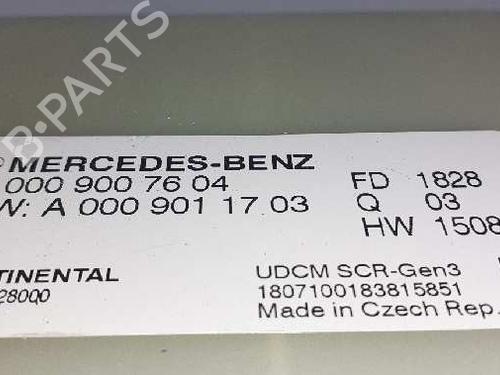 B-PARTS
MERCEDES-BENZ
000 900 76 04
FD 1828
W: A 000 901 17 03
Q 03
HW 1508
TINENTAL
28000
UDCM SCR-Gen3
1807100183815851
Made in Czech Rep.